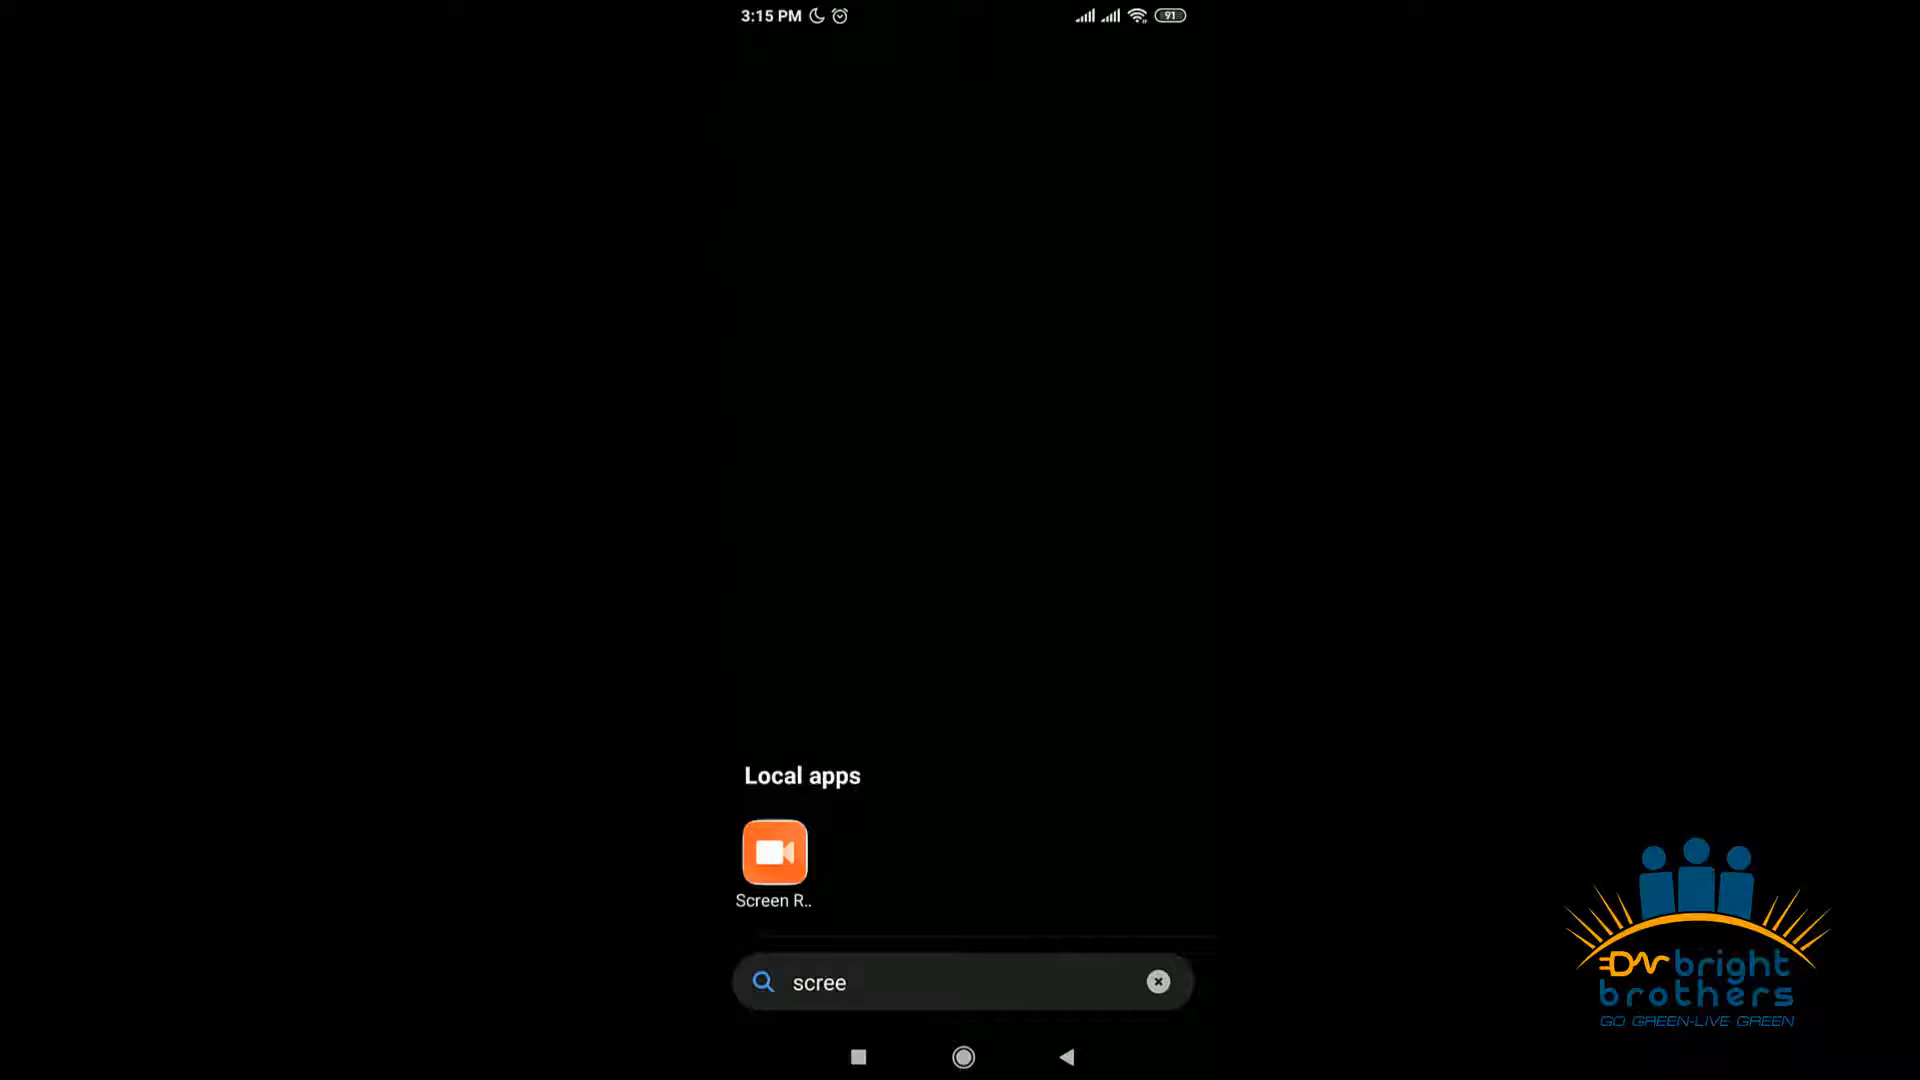 3:15 PM
91
Local apps
Screen R..
scree
bright
brothers
GO GREEN-LIVE GREEN